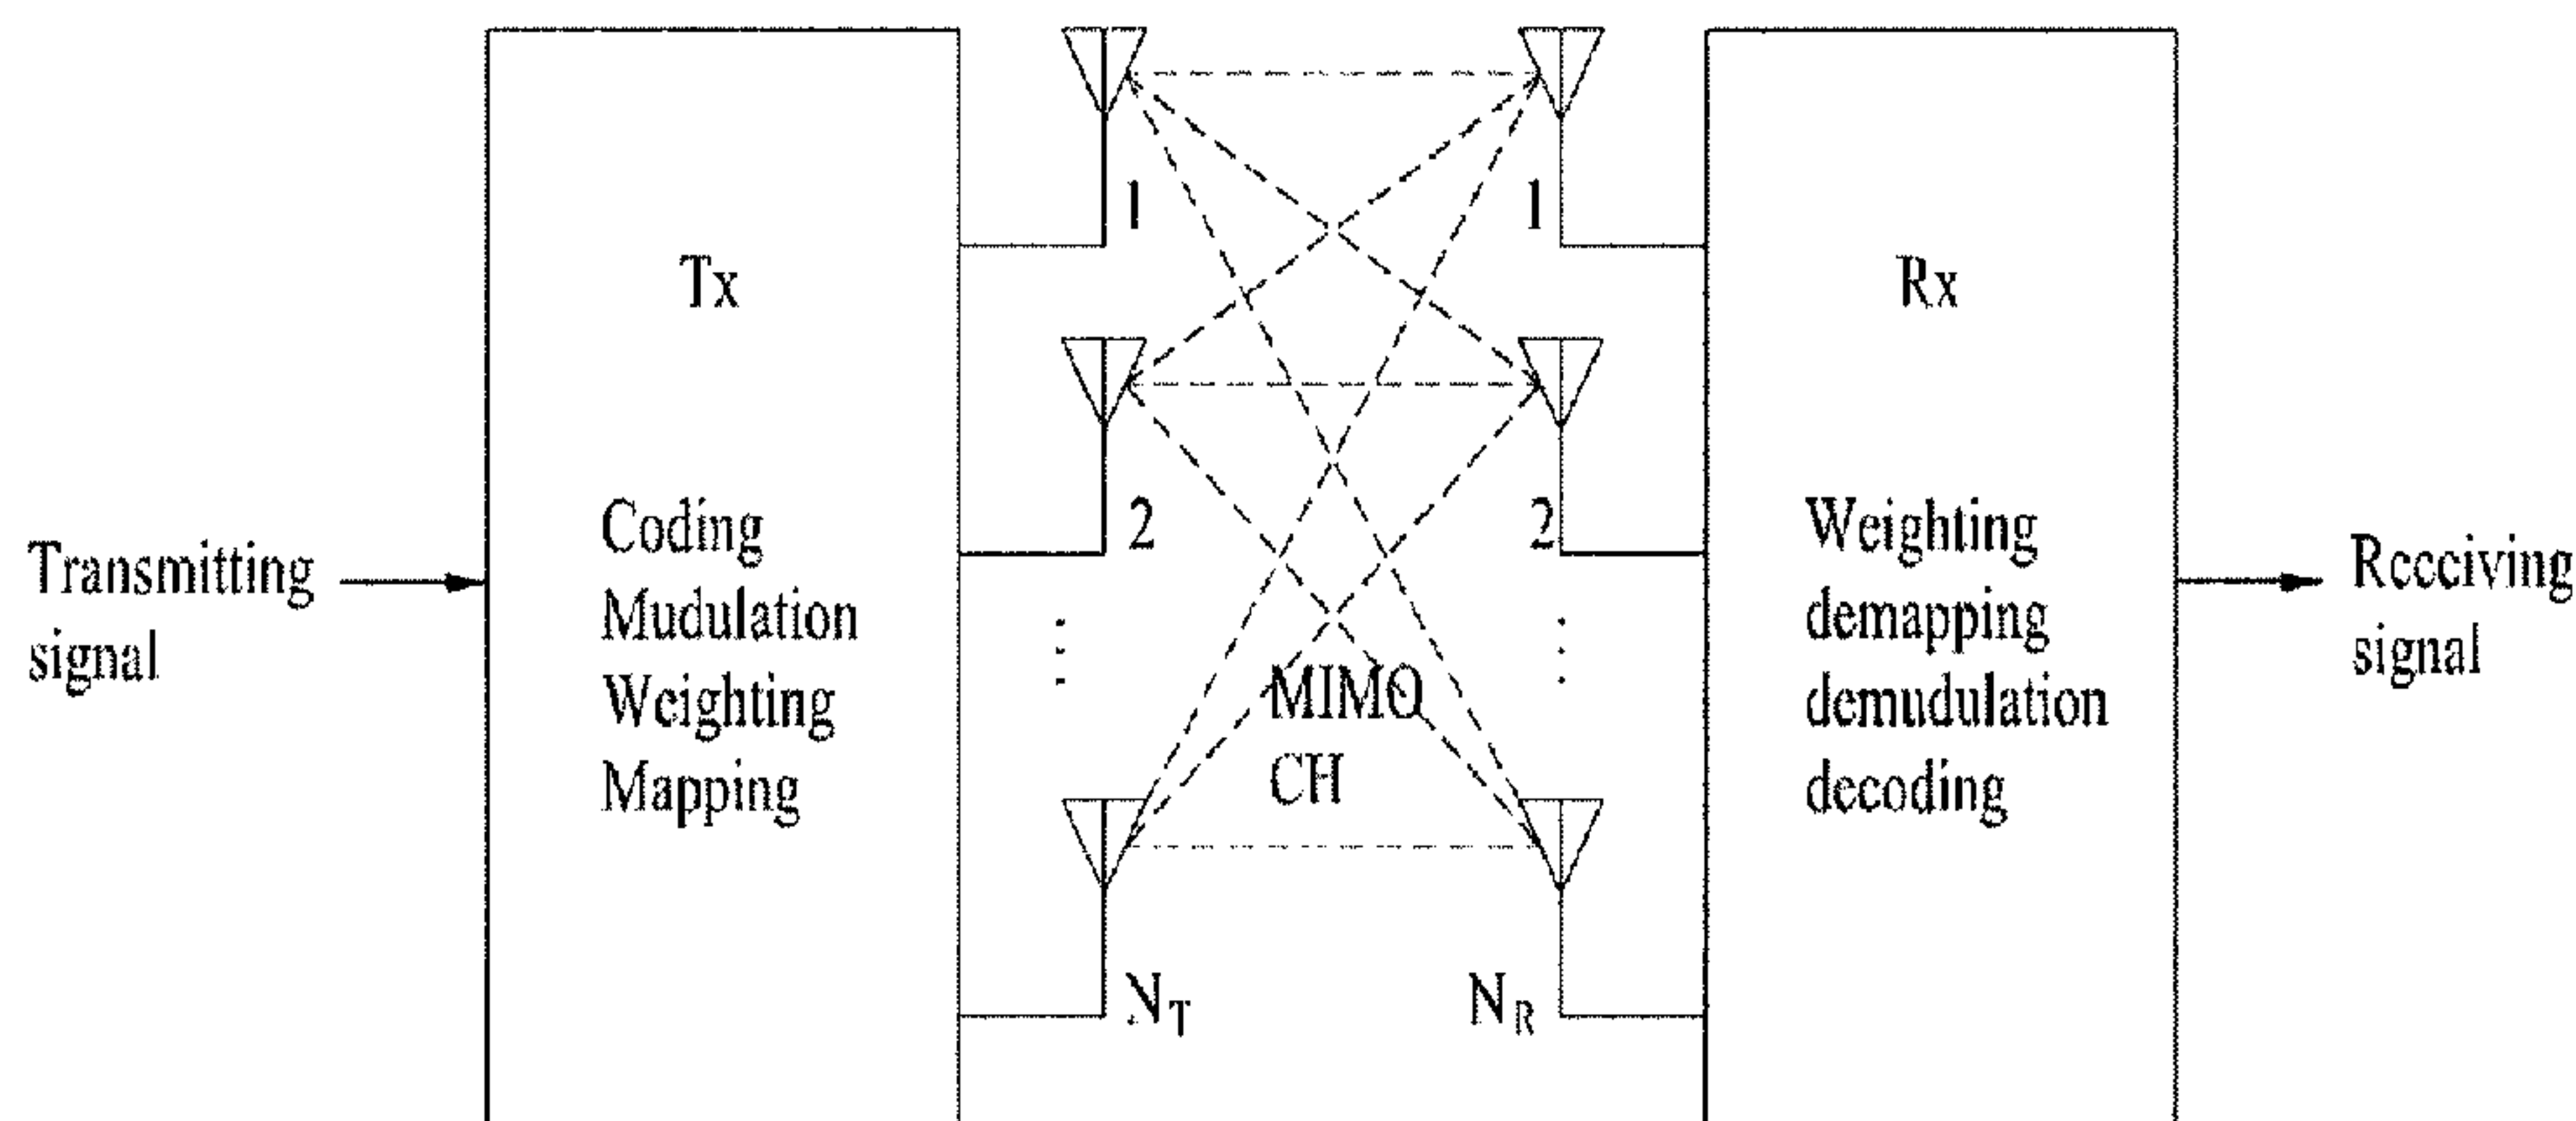 Transmitting
signal
Tx
Coding
Mudulation
Weighting
Mapping
1
2
N_T
MIMO
CH
1
2
N_R
Rx
Weighting
demapping
demudulation
decoding
Receiving
signal